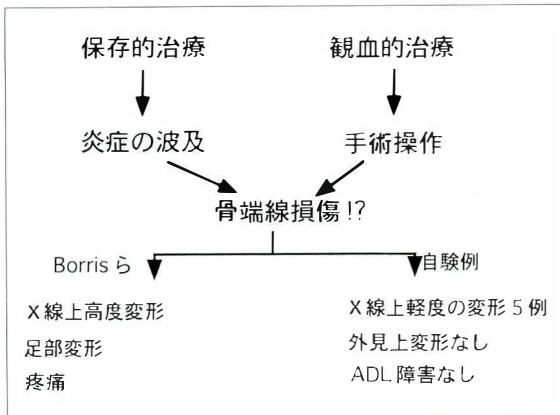 保存的治療 観血的治療
炎症の波及 手術操作
骨端線損傷!?
Borrisら 自験例
X線上高度変形 X線上軽度の変形5例
足部変形 外見上変形なし
疼痛 ADL障害なし